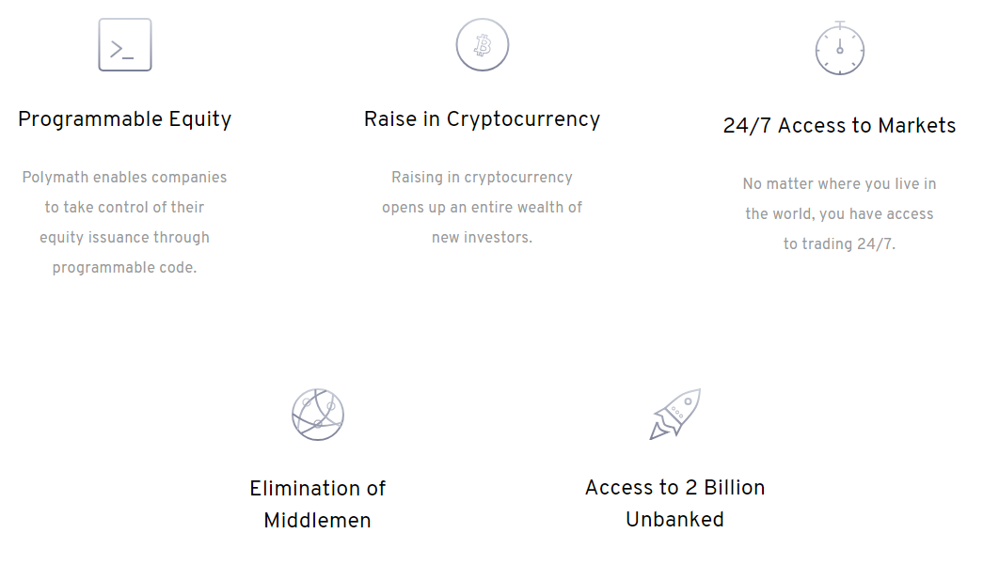 Programmable Equity
Polymath enables companies
to take control of their
equity issuance through
programmable code.
Raise in Cryptocurrency
Raising in cryptocurrency
opens up an entire wealth of
new investors.
24/7 Access to Markets
No matter where you live in
the world, you have access
to trading 24/7.
Elimination of
Middlemen
Access to 2 Billion
Unbanked